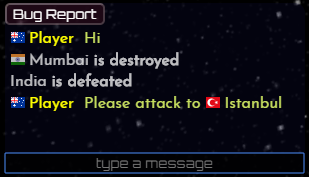 Bug Report
Player Hi
Mumbai is destroyed
India is defeated
Player Please attack to Istanbul
type a message